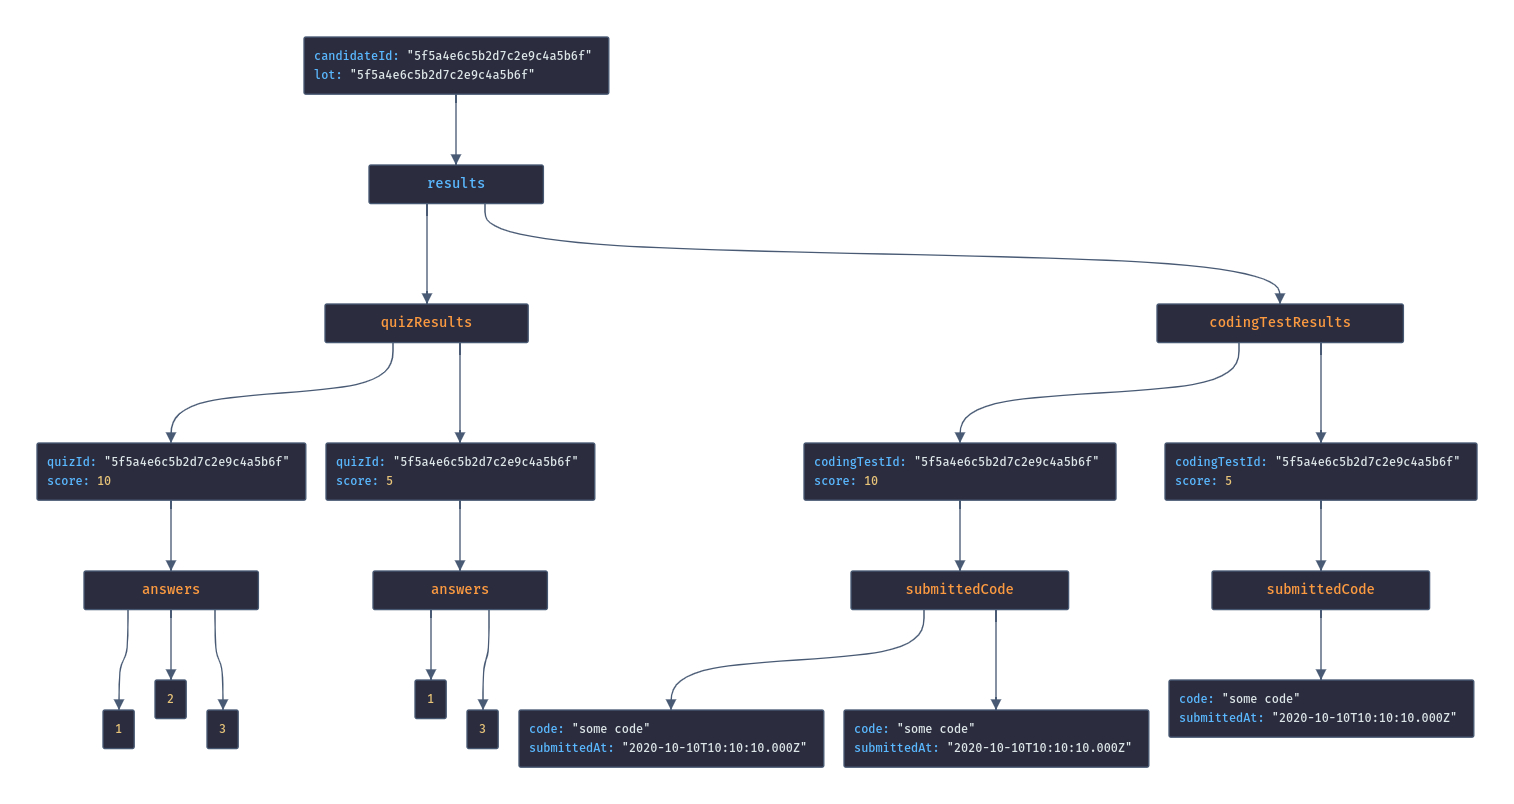 candidateId: "5f5a4e6c5b2d7c2e9c4a5b6f"
lot: "5f5a4e6c5b2d7c2e9c4a5b6f"
results
quizResults
codingTestResults
quizId: "5f5a4e6c5b2d7c2e9c4a5b6f"
score: 10
quizId: "5f5a4e6c5b2d7c2e9c4a5b6f"
score: 5
codingTestId: "5f5a4e6c5b2d7c2e9c4a5b6f"
score: 10
codingTestId: "5f5a4e6c5b2d7c2e9c4a5b6f"
score: 5
answers
answers
submittedCode
submittedCode
1
2
3
1
3
code: "some code"
submittedAt: "2020-10-10T10:10:10.000Z"
code: "some code"
submittedAt: "2020-10-10T10:10:10.000Z"
code: "some code"
submittedAt: "2020-10-10T10:10:10.000Z"